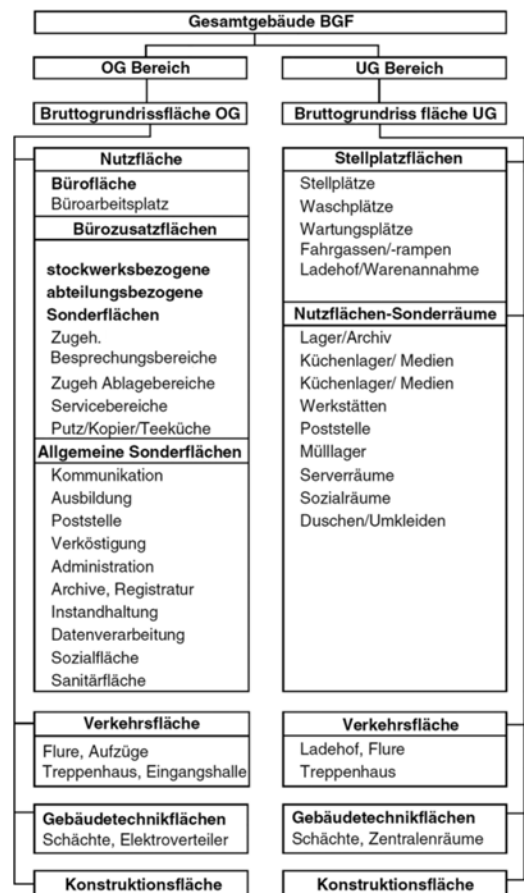 Gesamtgebäude BGF
OG Bereich
Bruttogrundrissfläche OG
Nutzfläche
Bürofläche
Büroarbeitsplatz
Bürozusatzflächen
stockwerksbezogene
abteilungsbezogene
Sonderflächen
Zugeh.
Besprechungsbereiche
Zugeh Ablagebereiche
Servicebereiche
Putz/Kopier/Teeküche
Allgemeine Sonderflächen
Kommunikation
Ausbildung
Poststelle
Verköstigung
Administration
Archive, Registratur
Instandhaltung
Datenverarbeitung
Sozialfläche
Sanitärfläche
Verkehrsfläche
Flure, Aufzüge
Treppenhaus, Eingangshalle
Gebäudetechnikflächen
Schächte, Elektroverteiler
Konstruktionsfläche
UG Bereich
Bruttogrundriss fläche UG
Stellplatzflächen
Stellplätze
Waschplätze
Wartungsplätze
Fahrgassen/-rampen
Ladehof/Warenannahme
Nutzflächen-Sonderräume
Lager/Archiv
Küchenlager/ Medien
Küchenlager/ Medien
Werkstätten
Poststelle
Mülllager
Serverräume
Sozialräume
Duschen/Umkleiden
Verkehrsfläche
Ladehof, Flure
Treppenhaus
Gebäudetechnikflächen
Schächte, Zentralenräume
Konstruktionsfläche